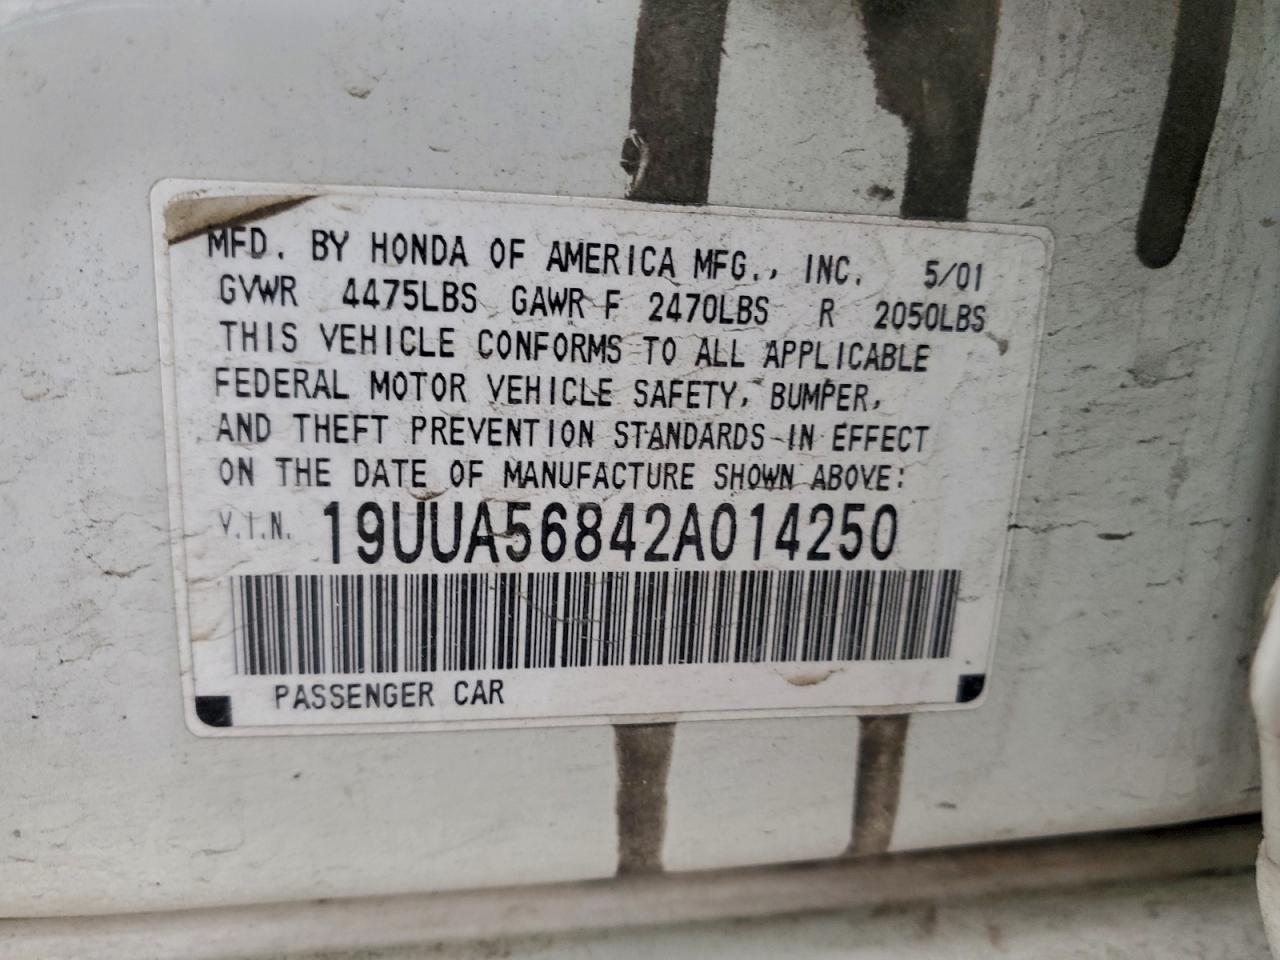 MFD. BY HONDA OF AMERICA MFG., INC. 5/01
GVWR 4475LBS GAWR F 2470LBS R 2050LBS
THIS VEHICLE CONFORMS TO ALL APPLICABLE
FEDERAL MOTOR VEHICLE SAFETY, BUMPER,
AND THEFT PREVENTION STANDARDS IN EFFECT
ON THE DATE OF MANUFACTURE SHOWN ABOVE:
V.I.N. 19UUA56842A014250
PASSENGER CAR